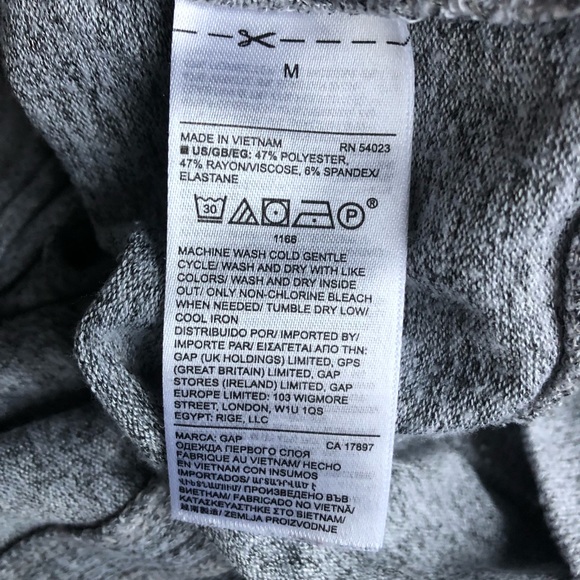 M
MADE IN VIETNAM RN 54023
US/GB/EG: 47% POLYESTER,
47% RAYON/VISCOSE, 6% SPANDEX/
ELASTANE
30 P ®
1166
MACHINE WASH COLD GENTLE
CYCLE/ WASH AND DRY WITH LIKE
COLORS/ WASH AND DRY INSIDE
OUT/ ONLY NON-CHLORINE BLEACH
WHEN NEEDED/ TUMBLE DRY LOW/
COOL IRON
DISTRIBUIDO POR/ IMPORTED BY/
IMPORTE PAR/ ΕΙΣΑΓΕΤΑΙ ΑΠΟ ΤΗΝ:
GAP (UK HOLDINGS) LIMITED, GPS
(GREAT BRITAIN) LIMITED, GAP
STORES (IRELAND) LIMITED, GAP
EUROPE LIMITED: 103 WIGMORE
STREET, LONDON, W1U 1QS
EGYPT: RIGE, LLC
MARCA: GAP CA 17897
ОДЕЖДА ПЕРВОГО СЛОЯ
FABRIQUE AU VIETNAM/ HECHO
EN VIETNAM CON INSUMOS
IMPORTADOS/
ՎԻԵՏՆԱՄՈՒՄ/ ПРОИЗВЕДЕНО ВЪВ
ВИЕТНАМ/ FABRICADO NO VIETNÃ/
ΚΑΤΑΣΚΕΥΑΣΤΗΚΕ ΣΤΟ ΒΙΕΤΝΑΜ/
ZEMLJA PROIZVODNJE